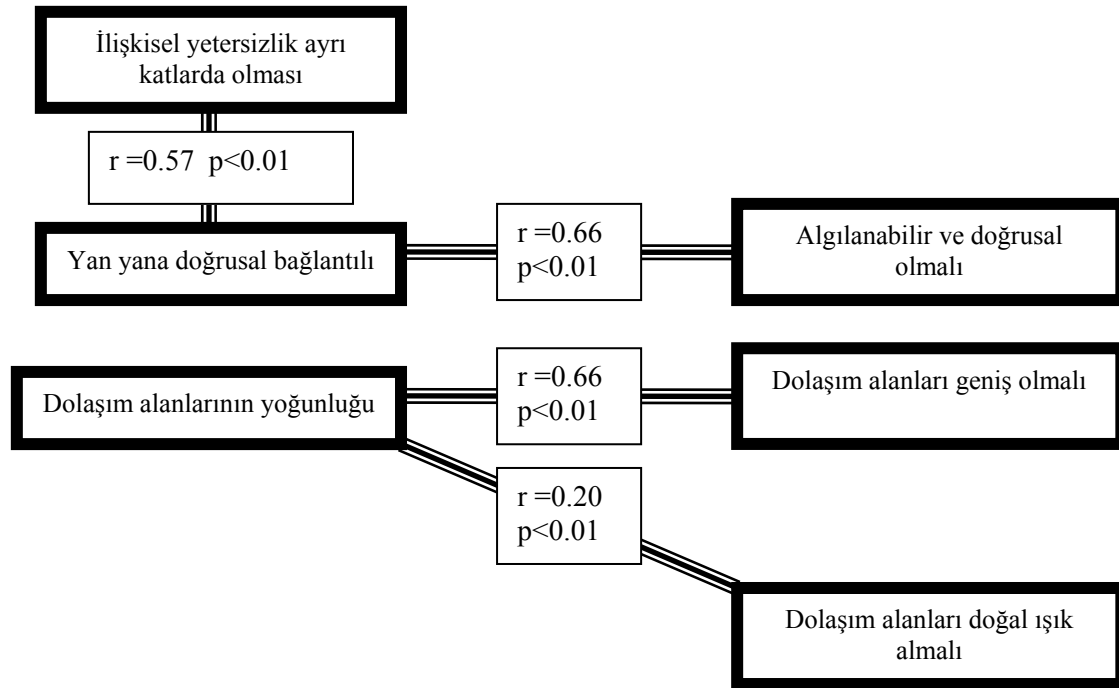 İlişkisel yetersizlik ayrı
katlarda olması
r =0.57 p<0.01
Yan yana doğrusal bağlantılı
r =0.66
p<0.01
Algılanabilir ve doğrusal
olmalı
Dolaşım alanlarının yoğunluğu
r =0.66
p<0.01
Dolaşım alanları geniş olmalı
r =0.20
p<0.01
Dolaşım alanları doğal ışık
almalı